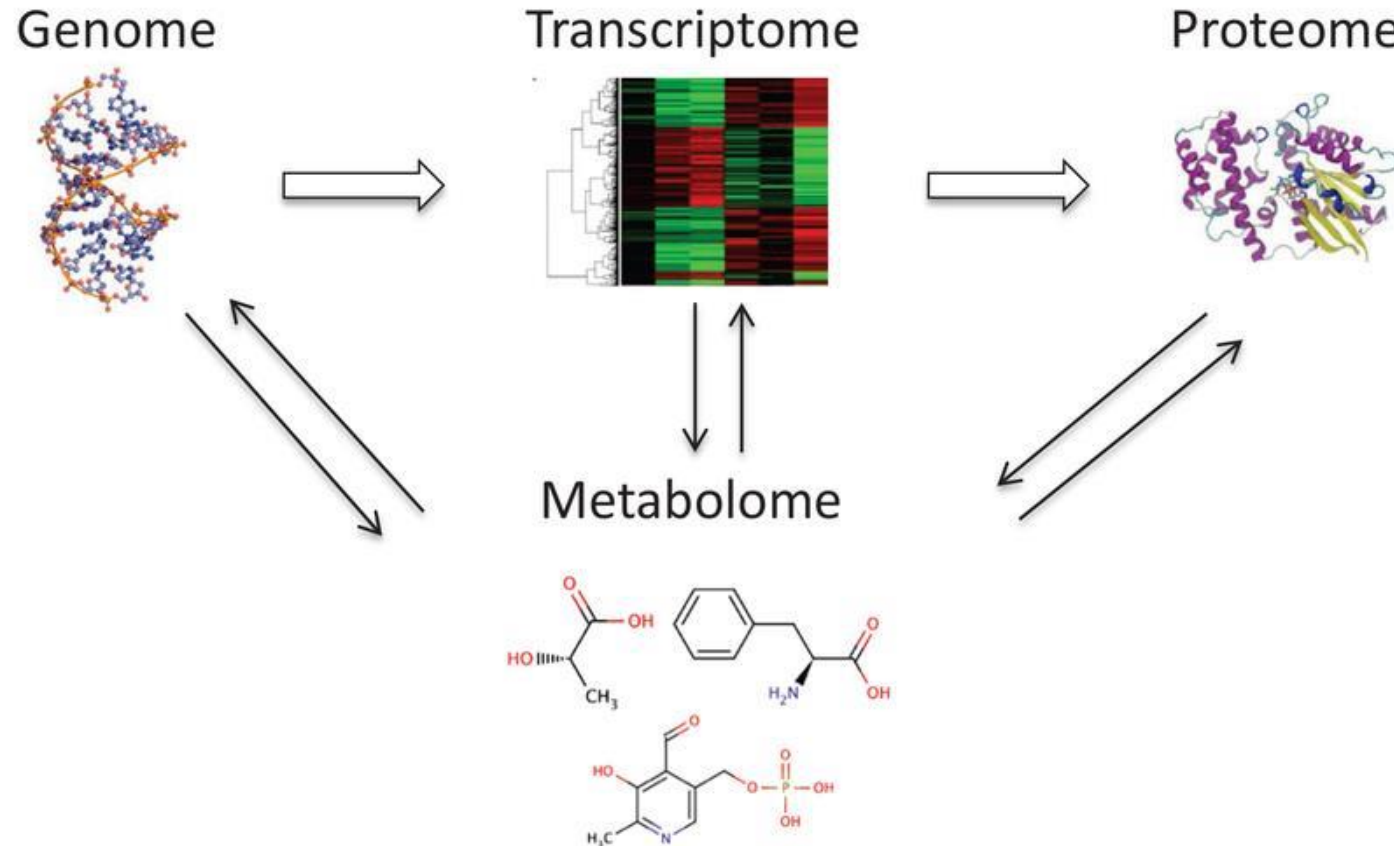 Genome
Transcriptome
Proteome
Metabolome
O
OH
HO
CH3
O
H2N
OH
O
HO
O
O
P
OH
OH
H3C
N